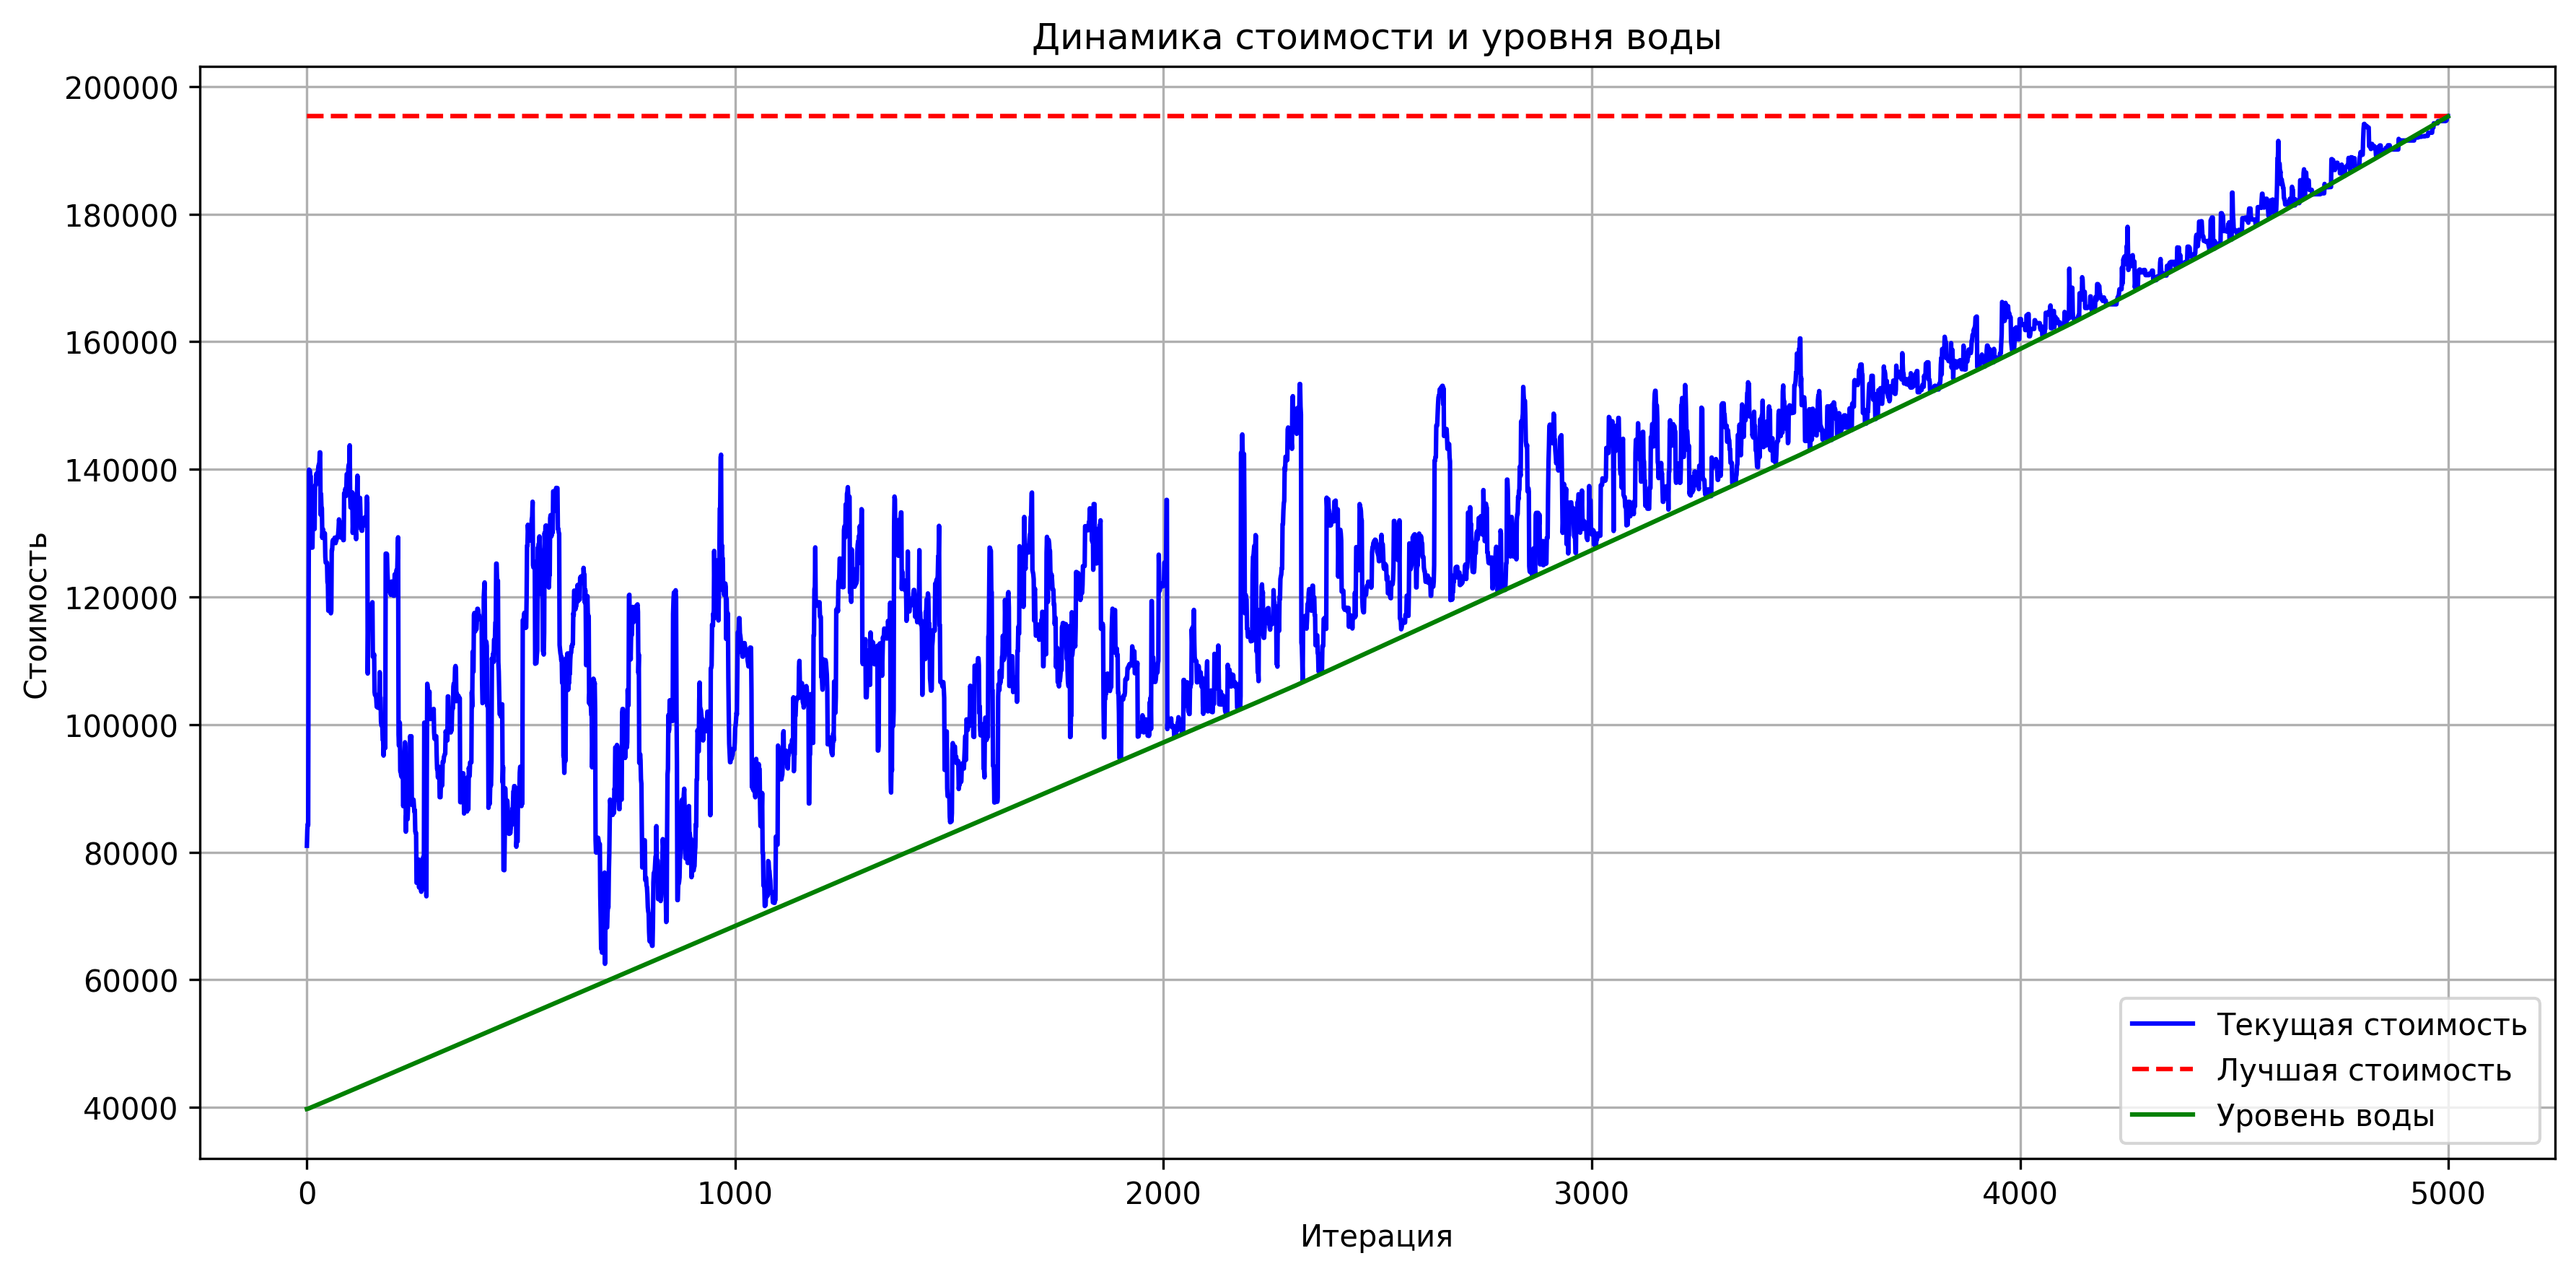 Динамика стоимости и уровня воды
Стоимость
200000
180000
160000
140000
120000
100000
80000
60000
40000
0 1000 2000 3000 4000 5000
Итерация
Текущая стоимость
Лучшая стоимость
Уровень воды